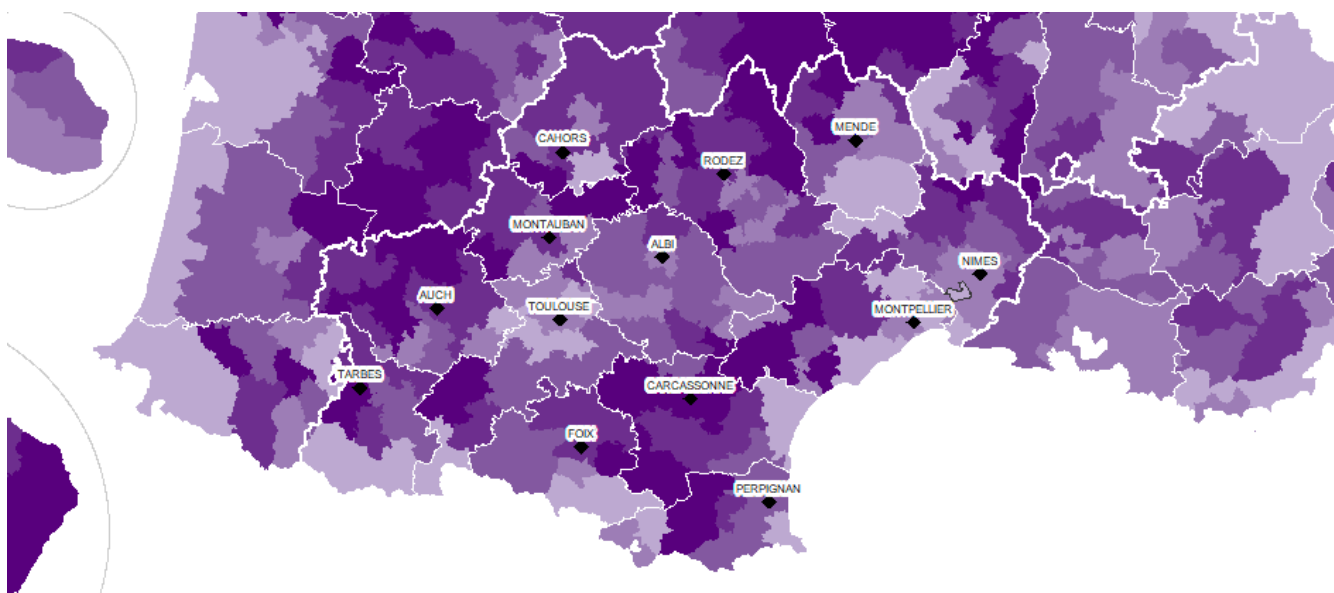 MENDE
CAHORS
RODEZ
MONTAUBAN
ALBI
NIMES
AUCH
TOULOUSE
MONTPELLIER
TARBES
CARCASSONNE
FOIX
PERPIGNAN